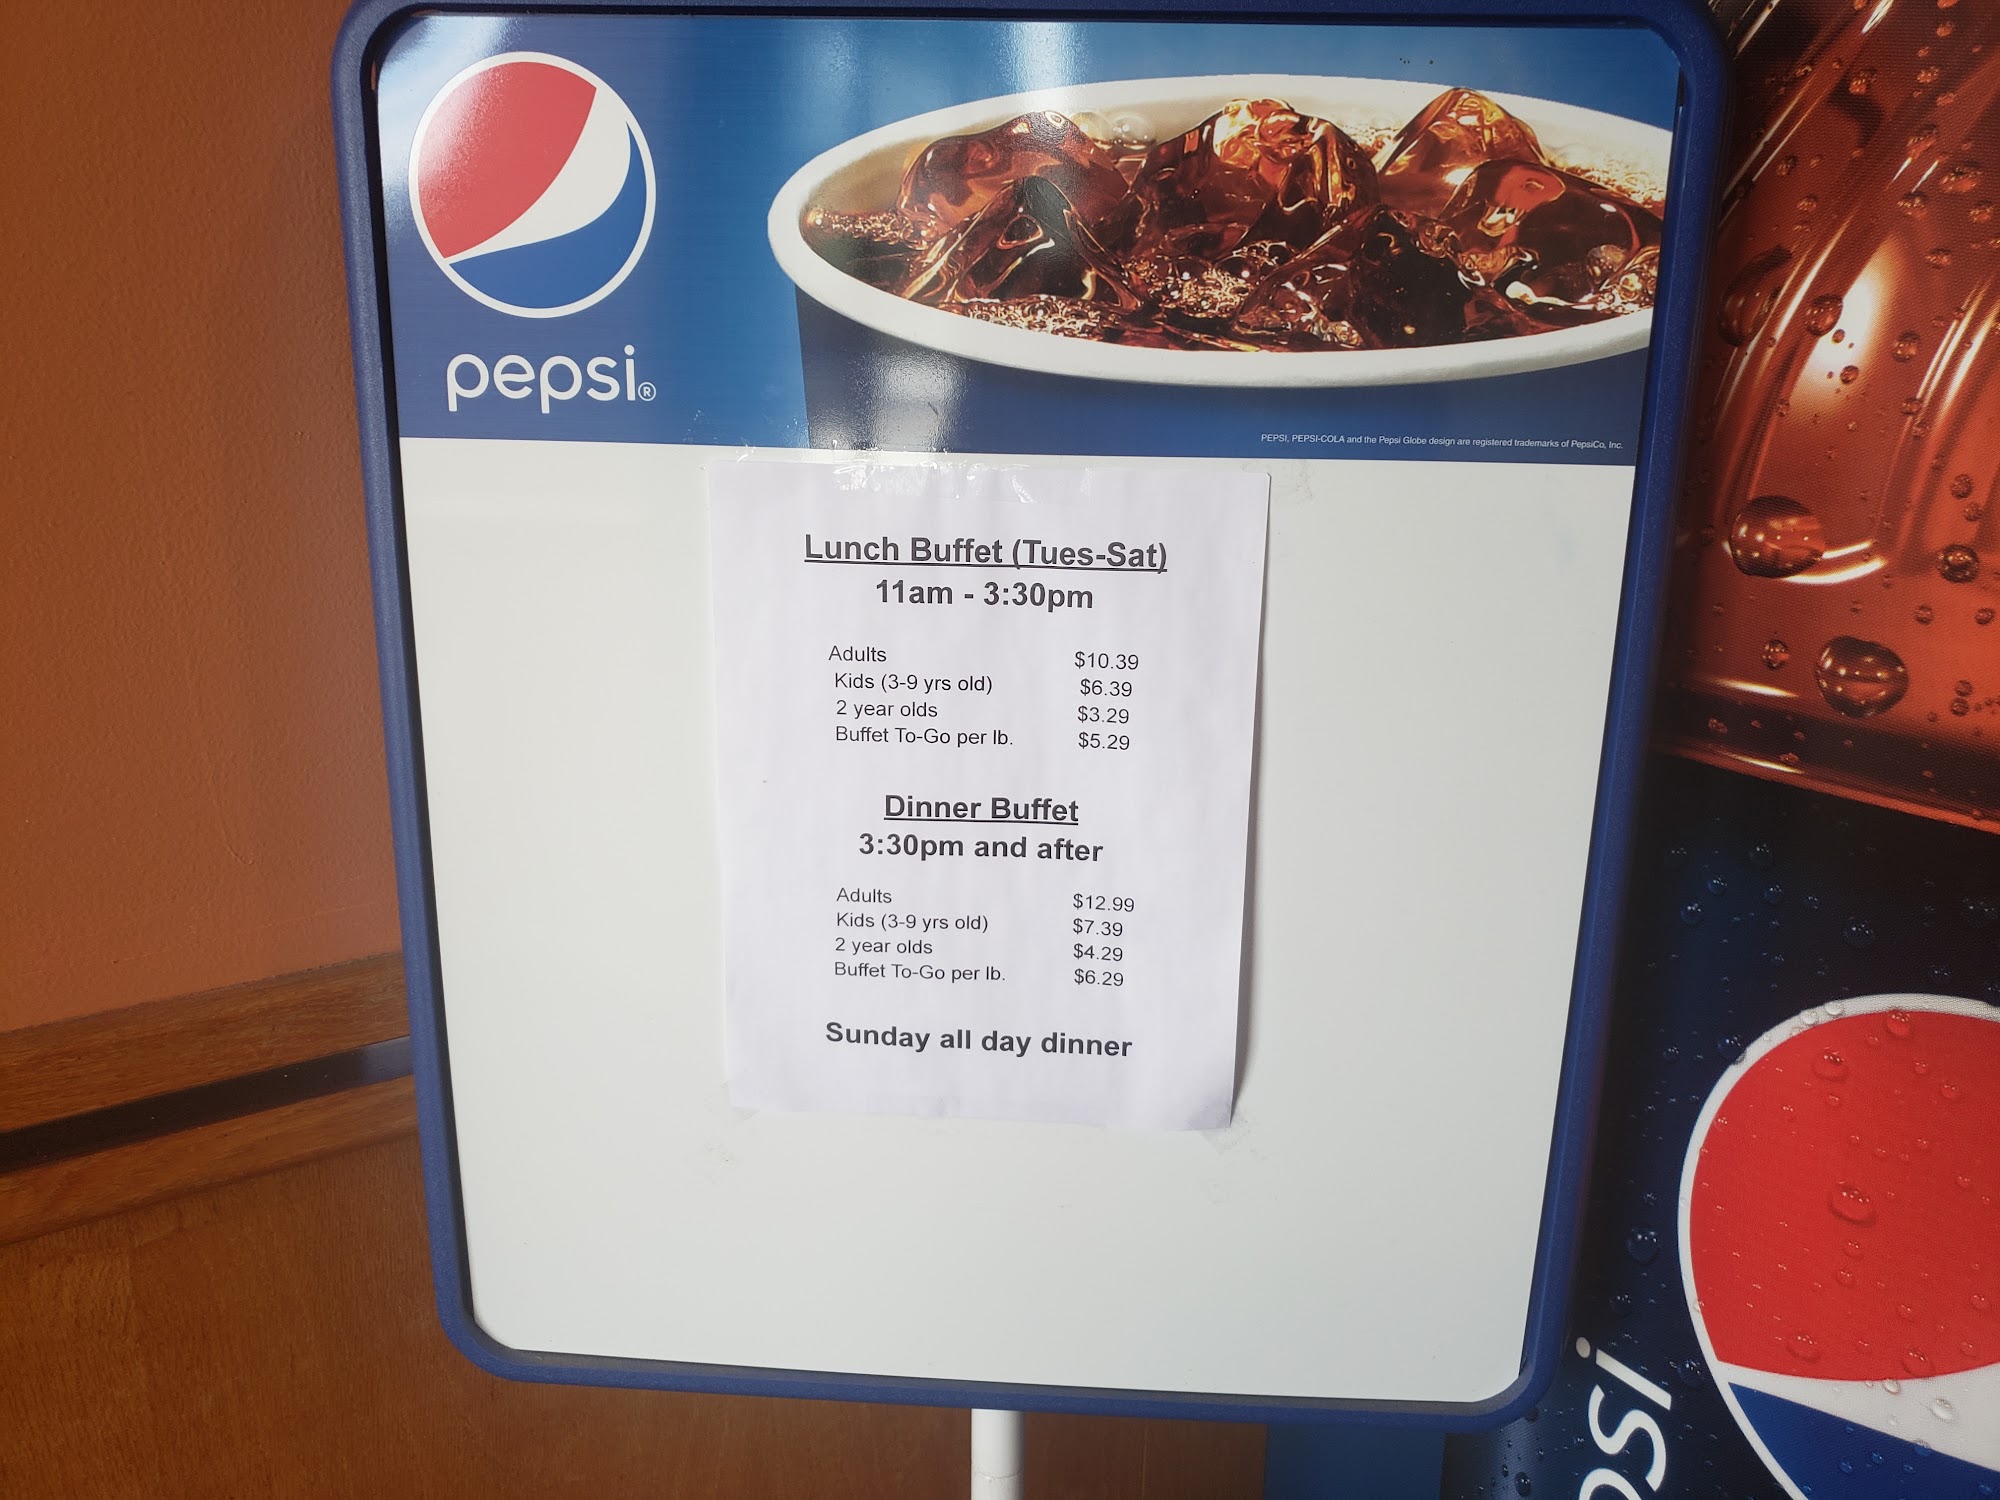 pepsi®
PEPSI, PEPSI-COLA and the Pepsi Globe design are registered trademarks of PepsiCo, Inc.
Lunch Buffet (Tues-Sat)
11am - 3:30pm
Adults $10.39
Kids (3-9 yrs old) $6.39
2 year olds $3.29
Buffet To-Go per lb. $5.29
Dinner Buffet
3:30pm and after
Adults $12.99
Kids (3-9 yrs old) $7.39
2 year olds $4.29
Buffet To-Go per lb. $6.29
Sunday all day dinner
psi